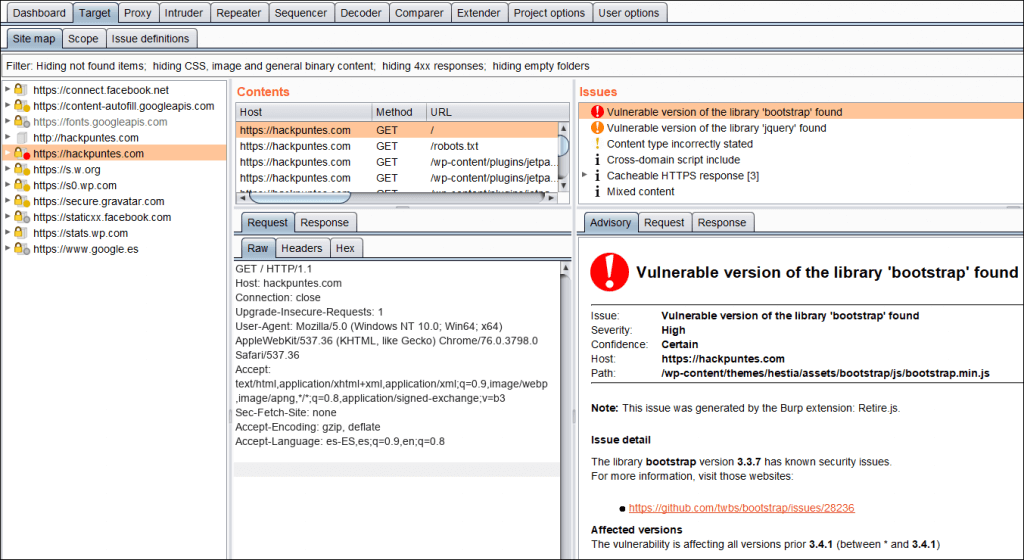 Dashboard Target Proxy Intruder Repeater Sequencer Decoder Comparer Extender Project options User options
Site map Scope Issue definitions
Filter: Hiding not found items; hiding CSS, image and general binary content; hiding 4xx responses; hiding empty folders
https://connect.facebook.net
https://content-autofill.googleapis.com
https://fonts.googleapis.com
http://hackpuntes.com
https://hackpuntes.com
https://s.w.org
https://s0.wp.com
https://secure.gravatar.com
https://staticxx.facebook.com
https://stats.wp.com
https://www.google.es
Contents
Host Method URL
https://hackpuntes.com GET /
https://hackpuntes.com GET /robots.txt
https://hackpuntes.com GET /wp-content/plugins/jetpa...
https://hackpuntes.com GET /wp-content/plugins/jetpa...
Request Response
Raw Headers Hex
GET / HTTP/1.1
Host: hackpuntes.com
Connection: close
Upgrade-Insecure-Requests: 1
User-Agent: Mozilla/5.0 (Windows NT 10.0; Win64; x64)
AppleWebKit/537.36 (KHTML, like Gecko) Chrome/76.0.3798.0
Safari/537.36
Accept:
text/html,application/xhtml+xml,application/xml;q=0.9,image/webp
,image/apng,*/*;q=0.8,application/signed-exchange;v=b3
Sec-Fetch-Site: none
Accept-Encoding: gzip, deflate
Accept-Language: es-ES,es;q=0.9,en;q=0.8
Issues
Vulnerable version of the library 'bootstrap' found
Vulnerable version of the library 'jquery' found
Content type incorrectly stated
Cross-domain script include
Cacheable HTTPS response [3]
Mixed content
Advisory Request Response
Vulnerable version of the library 'bootstrap' found
Issue: Vulnerable version of the library 'bootstrap' found
Severity: High
Confidence: Certain
Host: https://hackpuntes.com
Path: /wp-content/themes/hestia/assets/bootstrap/js/bootstrap.min.js
Note: This issue was generated by the Burp extension: Retire.js.
Issue detail
The library bootstrap version 3.3.7 has known security issues.
For more information, visit those websites:
https://github.com/twbs/bootstrap/issues/28236
Affected versions
The vulnerability is affecting all versions prior 3.4.1 (between * and 3.4.1)